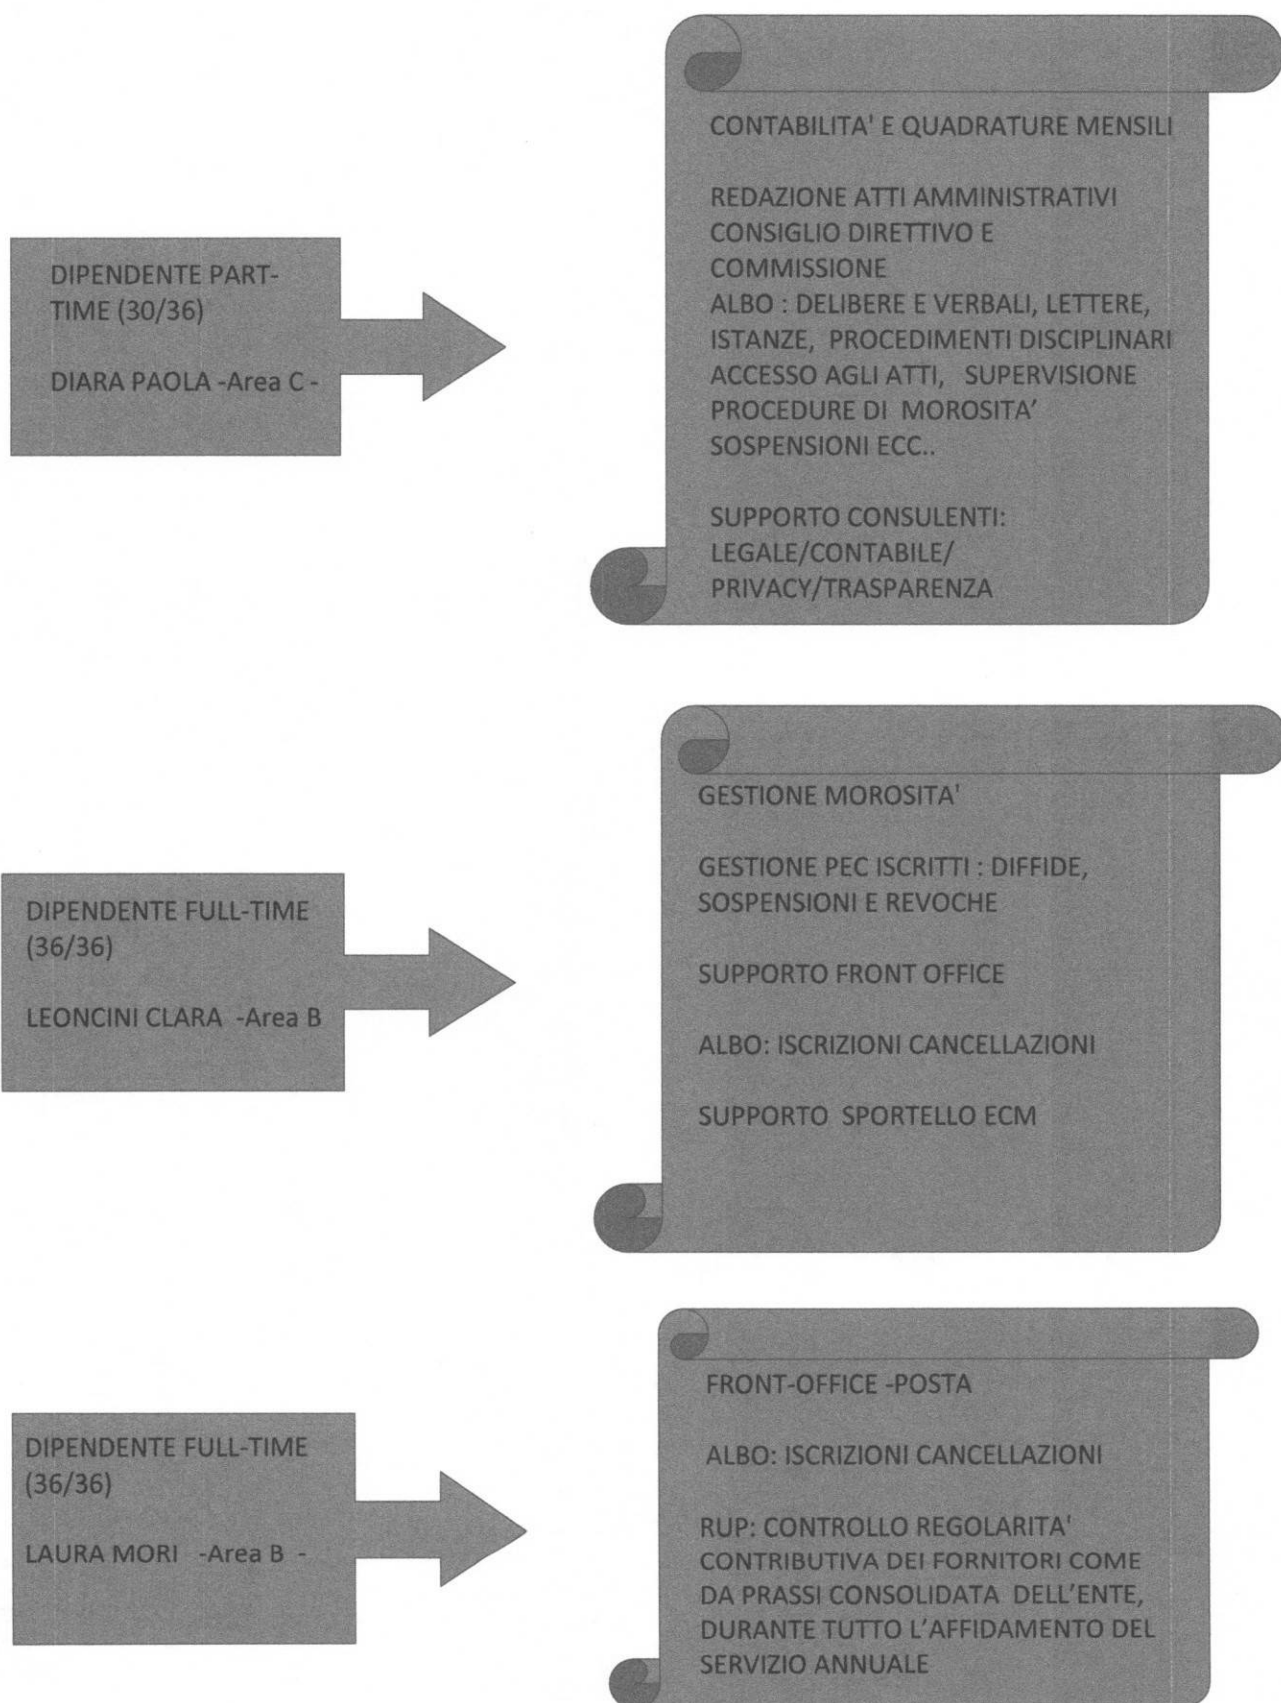 DIPENDENTE PART-
TIME (30/36)
DIARA PAOLA -Area C -
CONTABILITA' E QUADRATURE MENSILI
REDAZIONE ATTI AMMINISTRATIVI
CONSIGLIO DIRETTIVO E
COMMISSIONE
ALBO : DELIBERE E VERBALI, LETTERE,
ISTANZE, PROCEDIMENTI DISCIPLINARI
ACCESSO AGLI ATTI, SUPERVISIONE
PROCEDURE DI MOROSITA’
SOSPENSIONI ECC..
SUPPORTO CONSULENTI:
LEGALE/CONTABILE/
PRIVACY/TRASPARENZA
DIPENDENTE FULL-TIME
(36/36)
LEONCINI CLARA -Area B
GESTIONE MOROSITA'
GESTIONE PEC ISCRITTI : DIFFIDE,
SOSPENSIONI E REVOCHE
SUPPORTO FRONT OFFICE
ALBO: ISCRIZIONI CANCELLAZIONI
SUPPORTO SPORTELLO ECM
DIPENDENTE FULL-TIME
(36/36)
LAURA MORI -Area B -
FRONT-OFFICE -POSTA
ALBO: ISCRIZIONI CANCELLAZIONI
RUP: CONTROLLO REGOLARITA'
CONTRIBUTIVA DEI FORNITORI COME
DA PRASSI CONSOLIDATA DELL’ENTE,
DURANTE TUTTO L’AFFIDAMENTO DEL
SERVIZIO ANNUALE